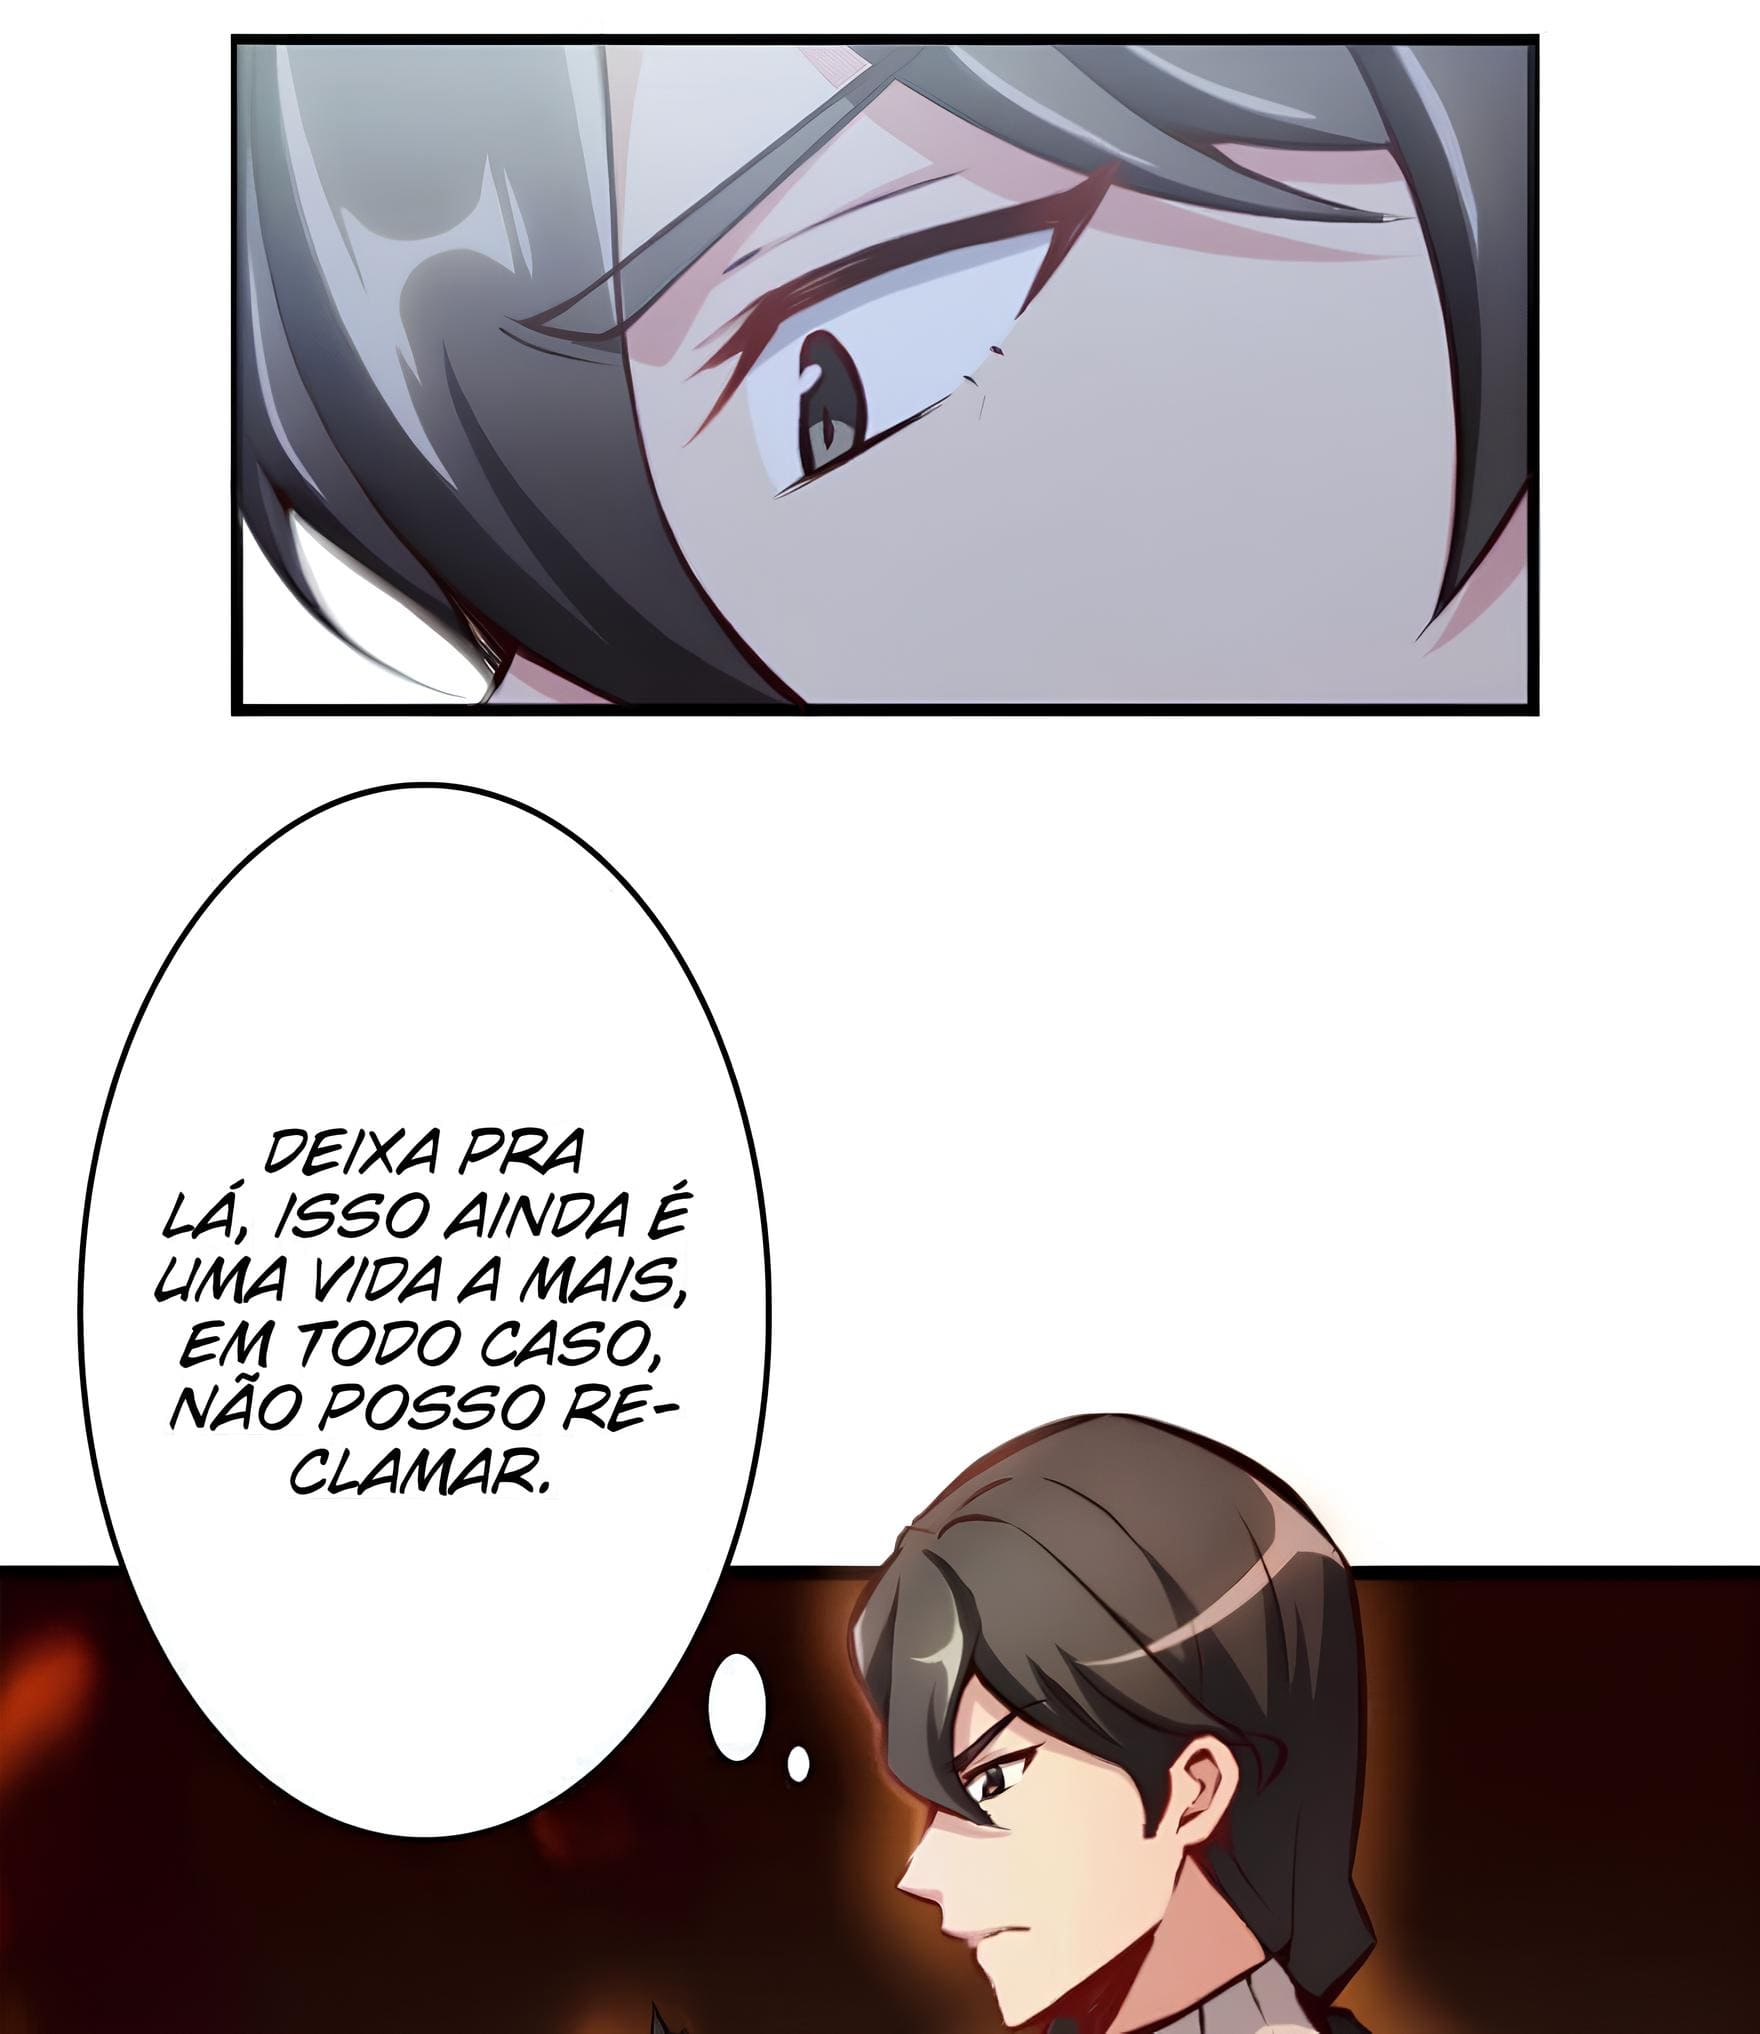 DEIXA PRA
LÁ, ISSO AINDA É
UMA VIDA A MAIS,
EM TODO CASO,
NÃO POSSO RE-
CLAMAR.